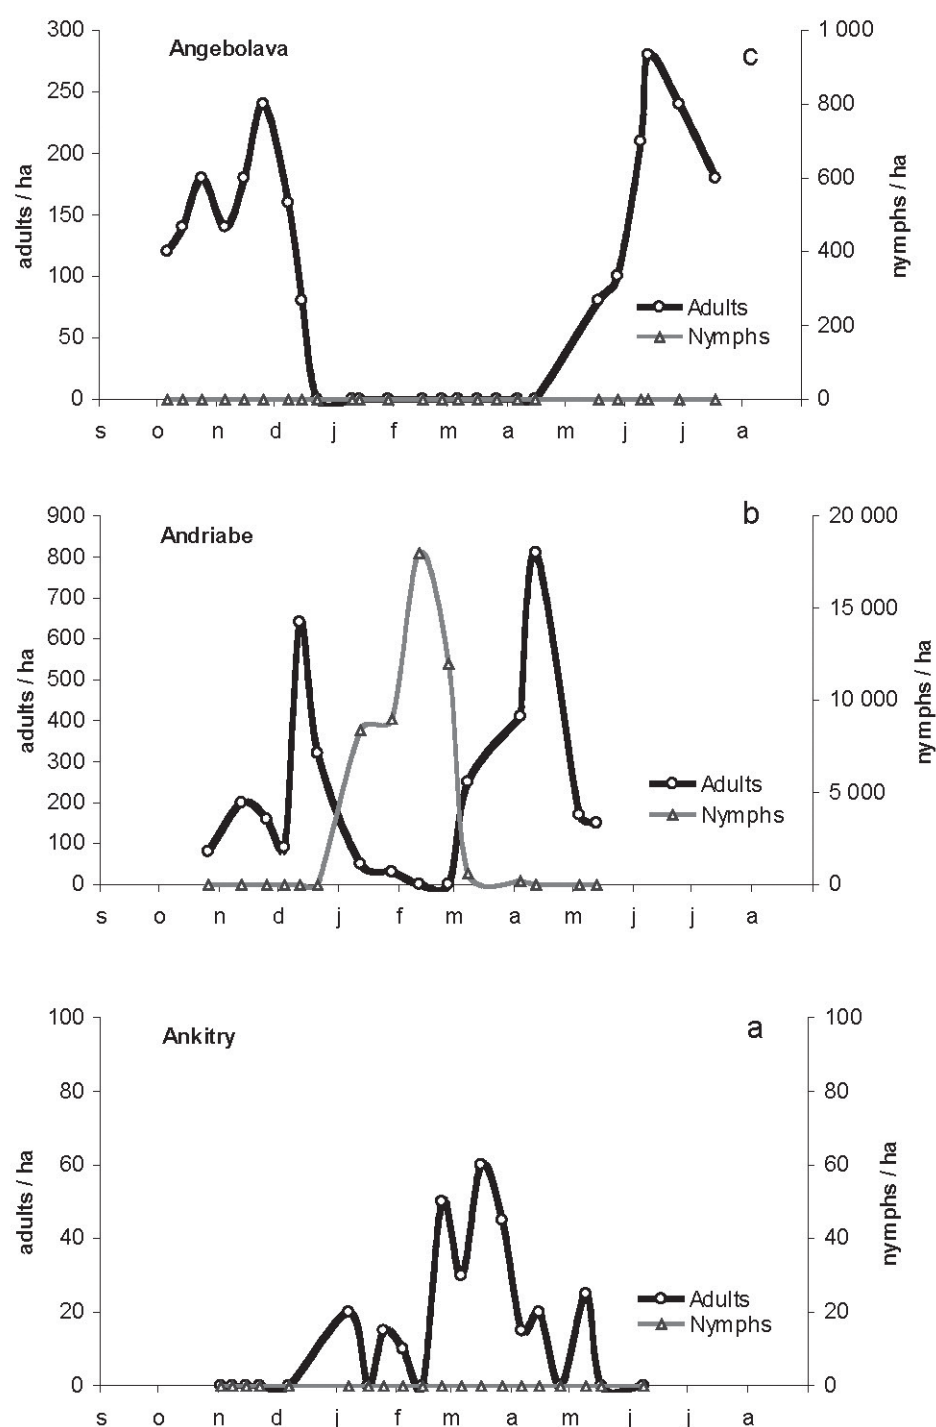 Angebolava
c
300
250
200
150
100
50
0
adults / ha
1 000
800
600
400
200
0
nymphs / ha
Adults
Nymphs
s o n d j f m a m j j a
Andriabe
b
900
800
700
600
500
400
300
200
100
0
adults / ha
20 000
15 000
10 000
5 000
0
nymphs / ha
Adults
Nymphs
s o n d j f m a m j j a
Ankitry
a
100
80
60
40
20
0
adults / ha
100
80
60
40
20
0
nymphs / ha
Adults
Nymphs
s o n d j f m a m j j a